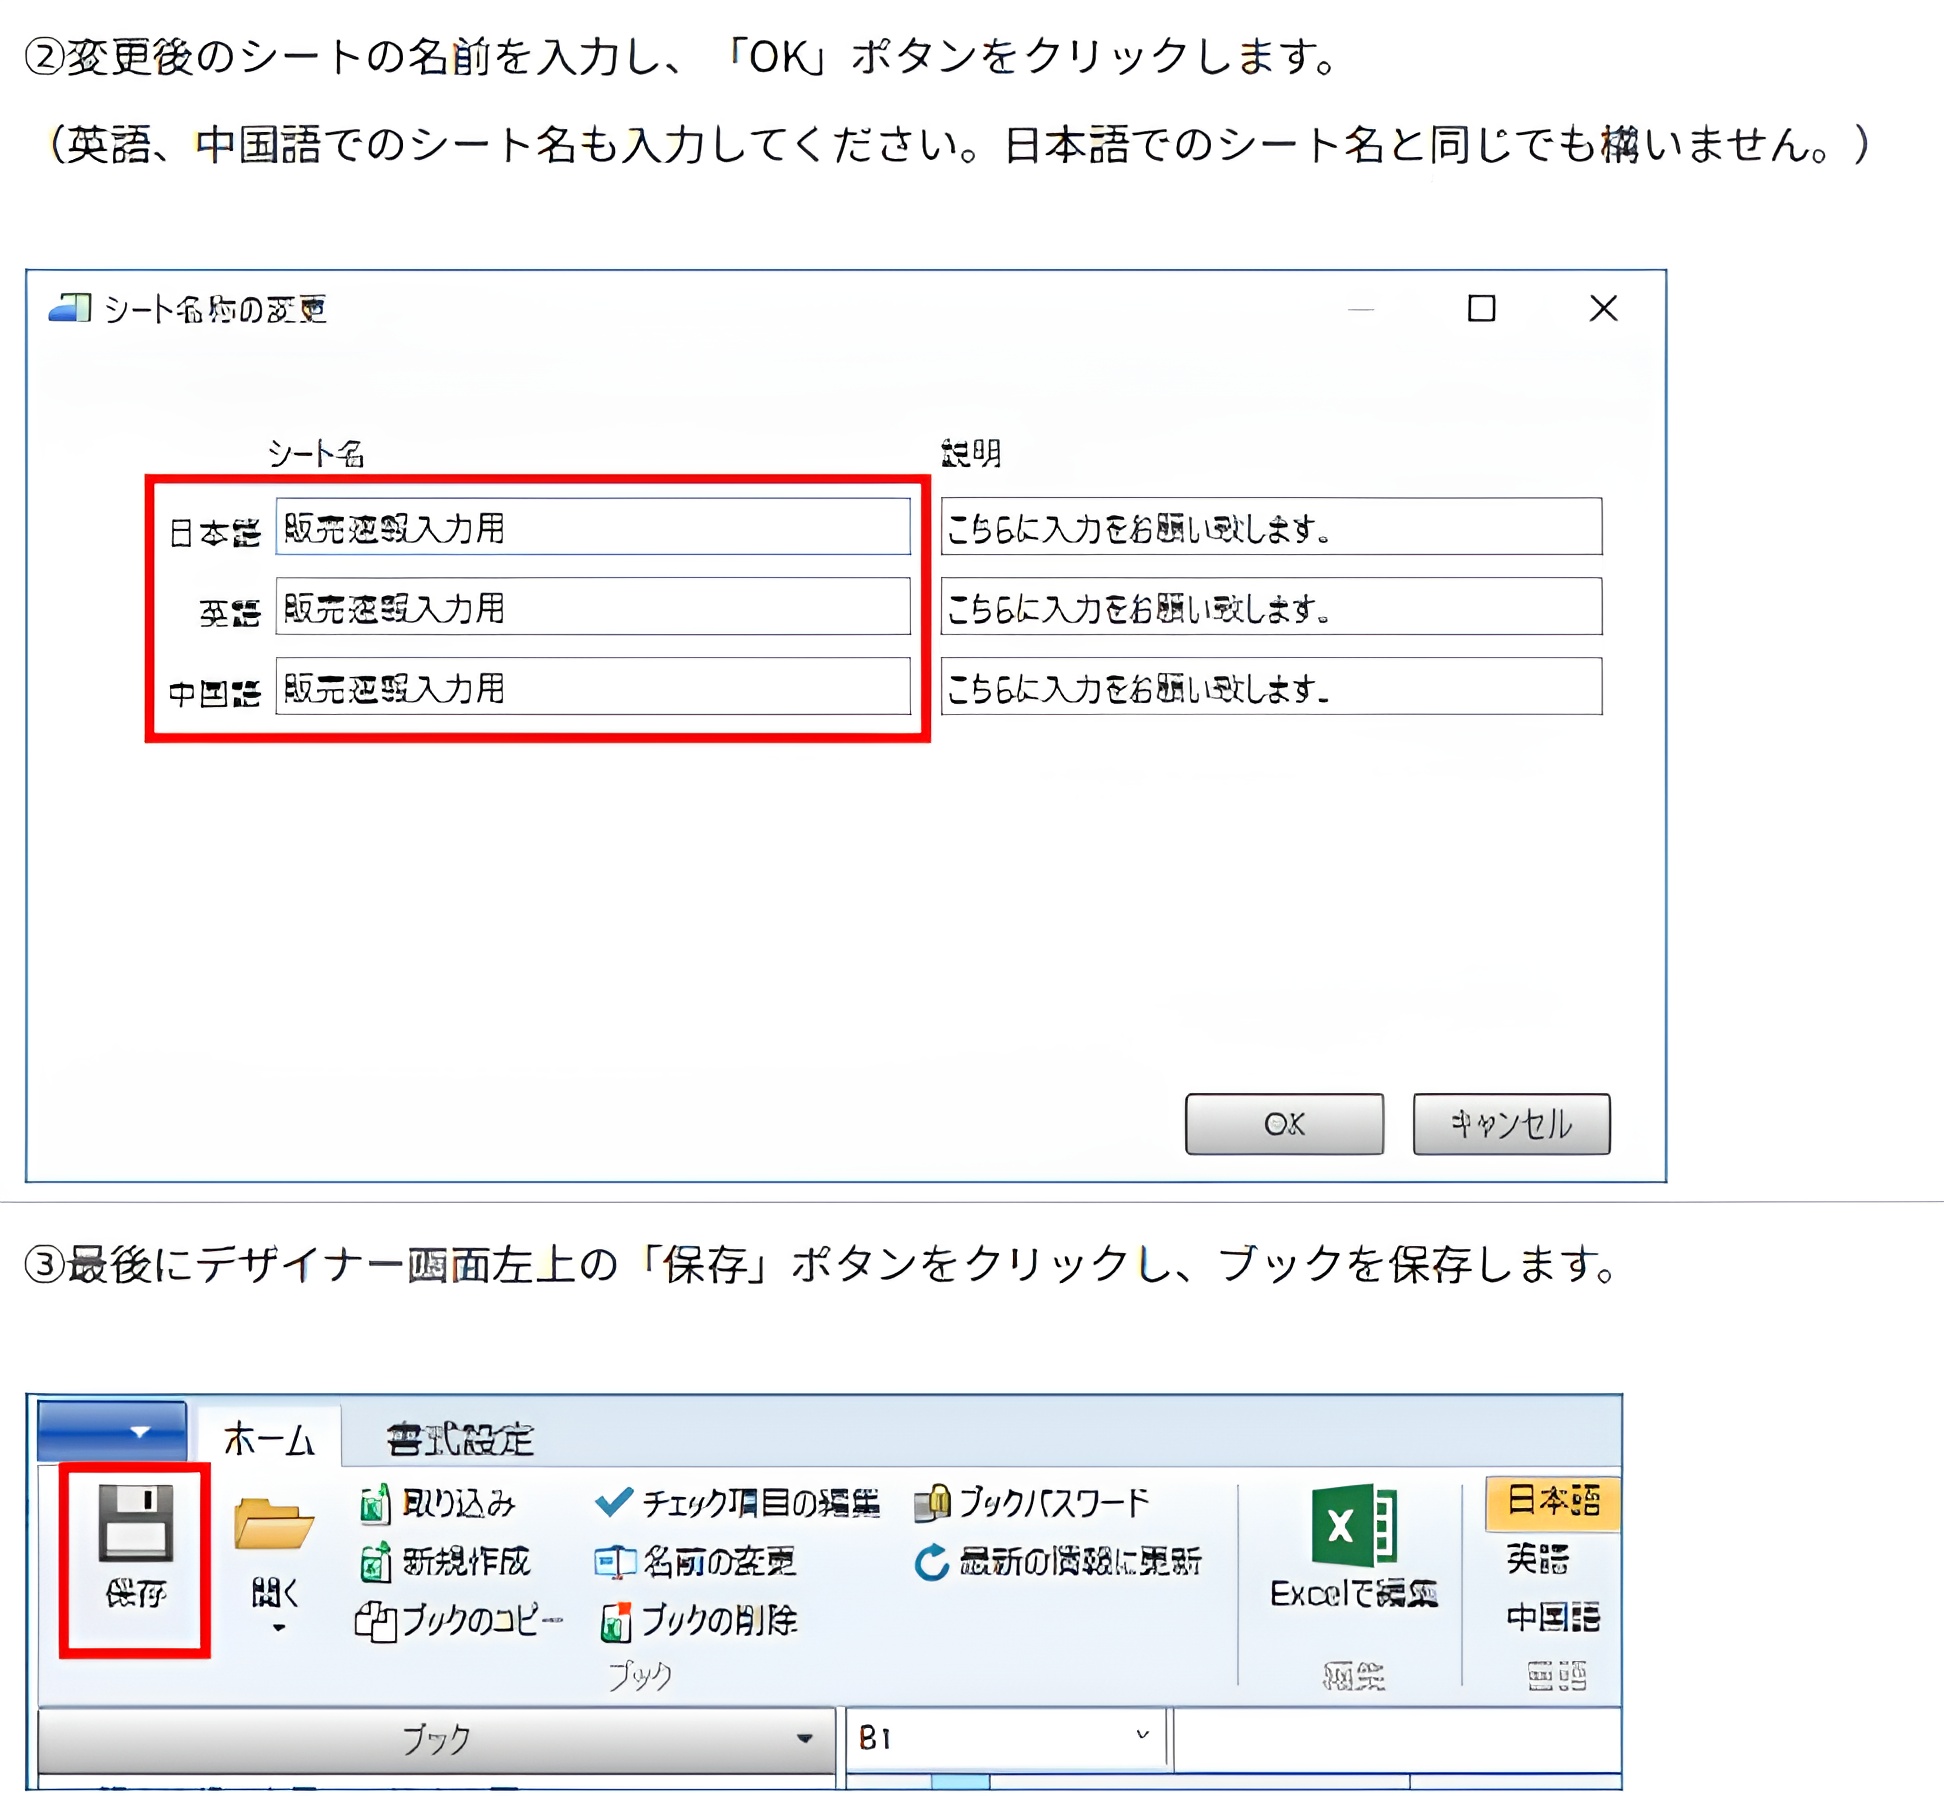 ②変更後のシートの名前を入力し、「OK」ボタンをクリックします。
（英語、中国語でのシート名も入力してください。日本語でのシート名と同じでも構いません。）
シート名称の変更
シート名 説明
日本語 販売速報入力用 こちらに入力をお願い致します。
英語 販売速報入力用 こちらに入力をお願い致します。
中国語 販売速報入力用 こちらに入力をお願い致します。
OK キャンセル
③最後にデザイナー画面左上の「保存」ボタンをクリックし、ブックを保存します。
ホーム 書式設定
保存
開く
取り込み
新規作成
ブックのコピー
チェック項目の編集
名前の変更
ブックの削除
ブックパスワード
最新の情報に更新
ブック
Excelで編集
日本語
英語
中国語
言語
ブック
B1